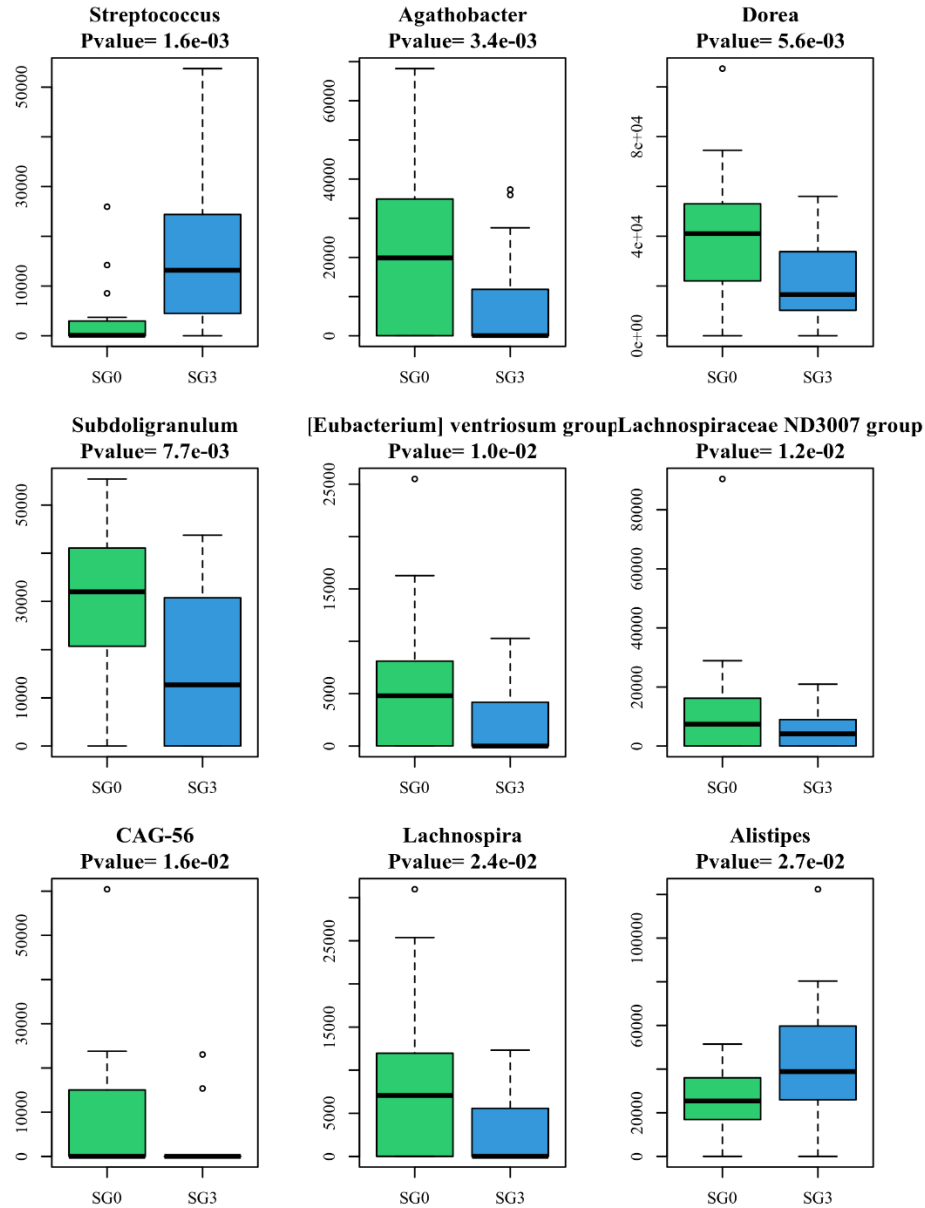 Streptococcus
Pvalue= 1.6e-03
0 10000 30000 50000
SG0 SG3
Agathobacter
Pvalue= 3.4e-03
0 20000 40000 60000
SG0 SG3
Dorea
Pvalue= 5.6e-03
0e+00 4e+04 8e+04
SG0 SG3
Subdoligranulum
Pvalue= 7.7e-03
0 10000 30000 50000
SG0 SG3
[Eubacterium] ventriosum group
Pvalue= 1.0e-02
0 5000 15000 25000
SG0 SG3
Lachnospiraceae ND3007 group
Pvalue= 1.2e-02
0 20000 40000 60000 80000
SG0 SG3
CAG-56
Pvalue= 1.6e-02
0 10000 30000 50000
SG0 SG3
Lachnospira
Pvalue= 2.4e-02
0 5000 15000 25000
SG0 SG3
Alistipes
Pvalue= 2.7e-02
0 20000 60000 100000
SG0 SG3